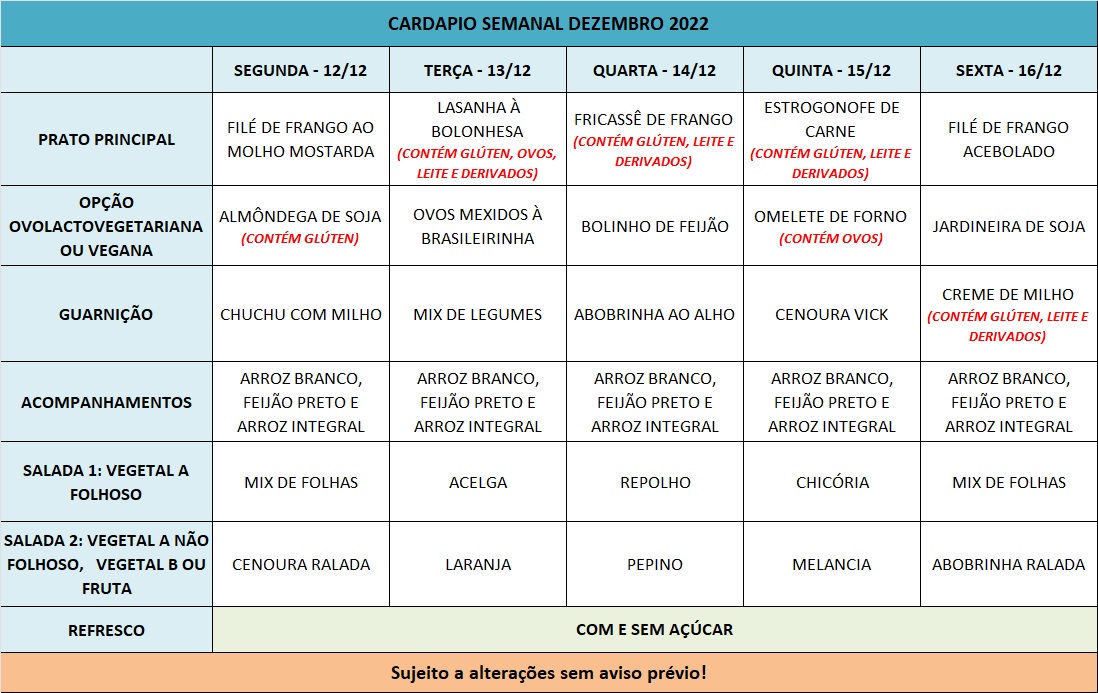 CARDAPIO SEMANAL DEZEMBRO 2022
SEGUNDA - 12/12
TERÇA - 13/12
QUARTA - 14/12
QUINTA - 15/12
SEXTA - 16/12
PRATO PRINCIPAL
FILÉ DE FRANGO AO
MOLHO MOSTARDA
LASANHA À
BOLONHESA
(CONTÉM GLÚTEN, OVOS,
LEITE E DERIVADOS)
FRICASSÊ DE FRANGO
(CONTÉM GLÚTEN, LEITE E
DERIVADOS)
ESTROGONOFE DE
CARNE
(CONTÉM GLÚTEN, LEITE E
DERIVADOS)
FILÉ DE FRANGO
ACEBOLADO
OPÇÃO
OVOLACTOVEGETARIANA
OU VEGANA
ALMÔNDEGA DE SOJA
(CONTÉM GLÚTEN)
OVOS MEXIDOS À
BRASILEIRINHA
BOLINHO DE FEIJÃO
OMELETE DE FORNO
(CONTÉM OVOS)
JARDINEIRA DE SOJA
GUARNIÇÃO
CHUCHU COM MILHO
MIX DE LEGUMES
ABOBRINHA AO ALHO
CENOURA VICK
CREME DE MILHO
(CONTÉM GLÚTEN, LEITE E
DERIVADOS)
ACOMPANHAMENTOS
ARROZ BRANCO,
FEIJÃO PRETO E
ARROZ INTEGRAL
ARROZ BRANCO,
FEIJÃO PRETO E
ARROZ INTEGRAL
ARROZ BRANCO,
FEIJÃO PRETO E
ARROZ INTEGRAL
ARROZ BRANCO,
FEIJÃO PRETO E
ARROZ INTEGRAL
ARROZ BRANCO,
FEIJÃO PRETO E
ARROZ INTEGRAL
SALADA 1: VEGETAL A
FOLHOSO
MIX DE FOLHAS
ACELGA
REPOLHO
CHICÓRIA
MIX DE FOLHAS
SALADA 2: VEGETAL A NÃO
FOLHOSO, VEGETAL B OU
FRUTA
CENOURA RALADA
LARANJA
PEPINO
MELANCIA
ABOBRINHA RALADA
REFRESCO
COM E SEM AÇÚCAR
Sujeito a alterações sem aviso prévio!